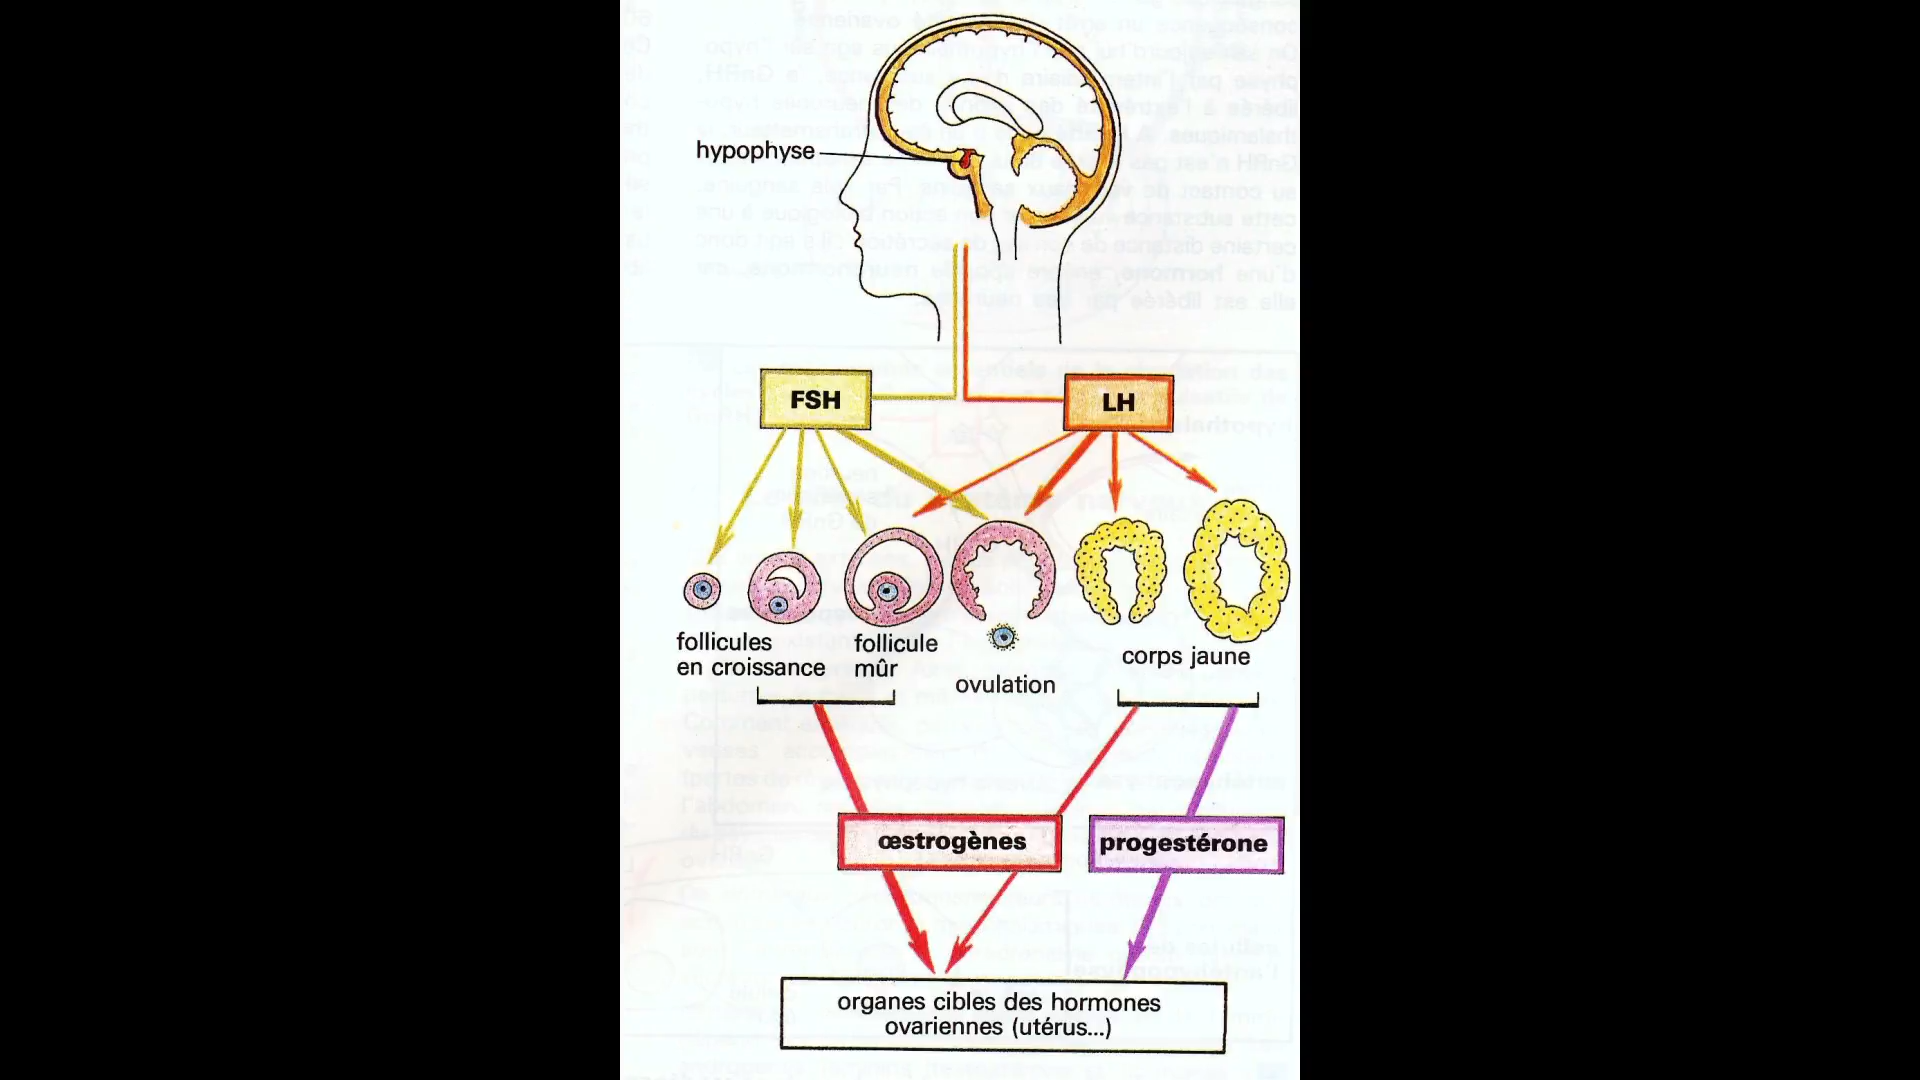 hypophyse
FSH
LH
follicules
en croissance
follicule
mûr
ovulation
corps jaune
œstrogènes
progestérone
organes cibles des hormones
ovariennes (utérus...)